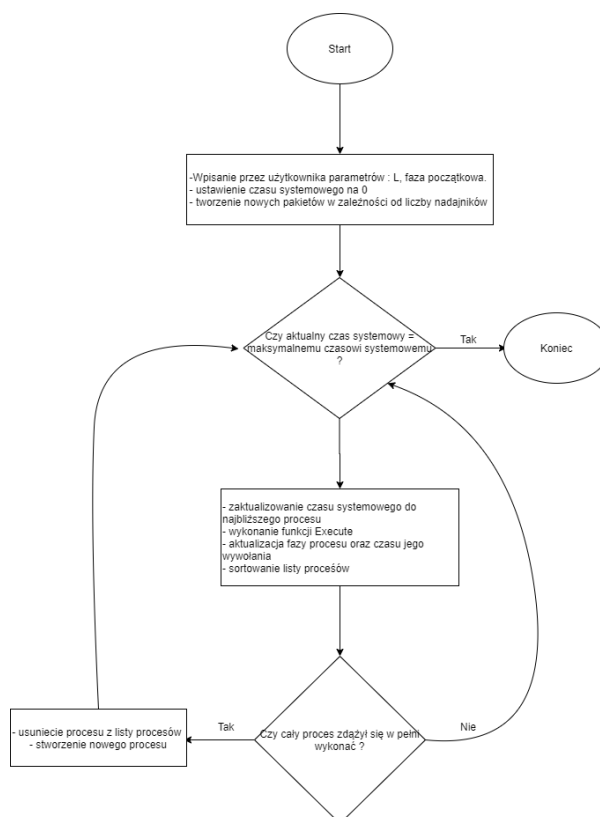 Start
-Wpisanie przez użytkownika parametrów : L, faza początkowa.
- ustawienie czasu systemowego na 0
- tworzenie nowych pakietów w zależności od liczby nadajników
Czy aktualny czas systemowy =
maksymalnemu czasowi systemowemu
?
Tak
Koniec
- zaktualizowanie czasu systemowego do
najbliższego procesu
- wykonanie funkcji Execute
- aktualizacja fazy procesu oraz czasu jego
wywołania
- sortowanie listy proceśów
Czy cały proces zdążył się w pełni
wykonać ?
Tak
Nie
- usuniecie procesu z listy procesów
- stworzenie nowego procesu